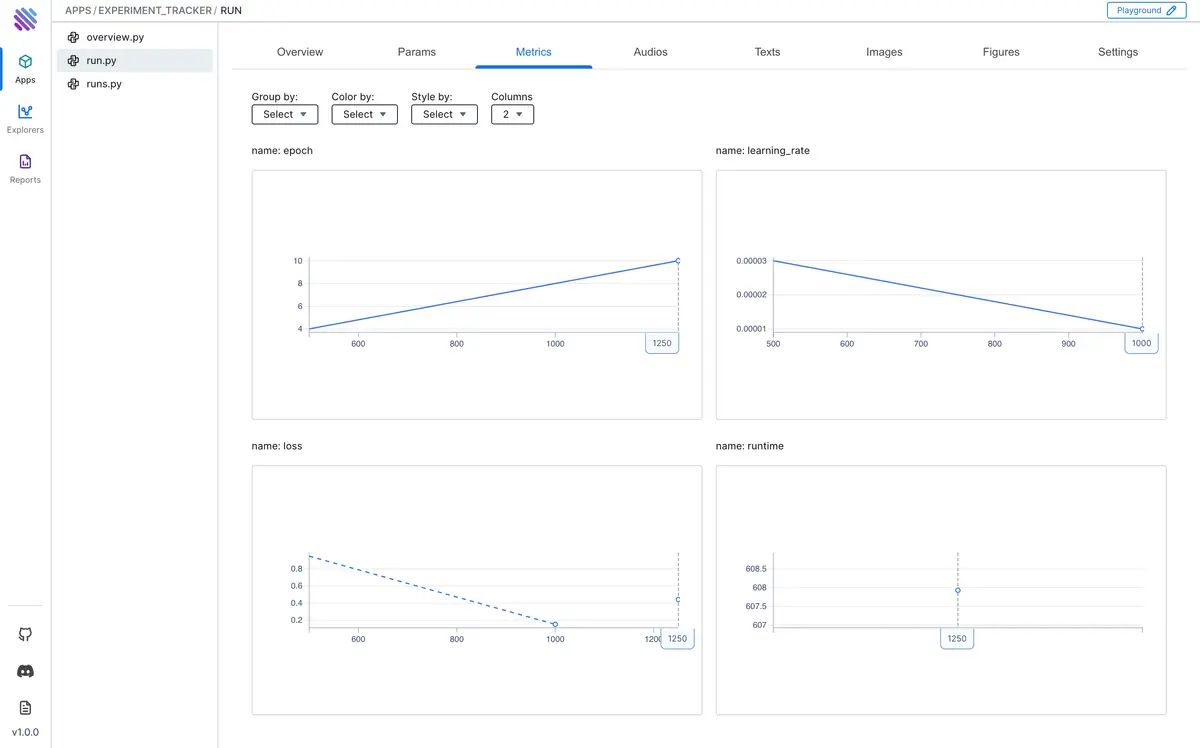 APPS / EXPERIMENT_TRACKER / RUN
Playground
Apps
Explorers
Reports
v1.0.0
overview.py
run.py
runs.py
Overview Params Metrics Audios Texts Images Figures Settings
Group by: Color by: Style by: Columns
Select Select Select 2
name: epoch
10
8
6
4
600 800 1000 1250
name: learning_rate
0.00003
0.00002
0.00001
500 600 700 800 900 1000
name: loss
0.8
0.6
0.4
0.2
600 800 1000 1200 1250
name: runtime
608.5
608
607.5
607
1250